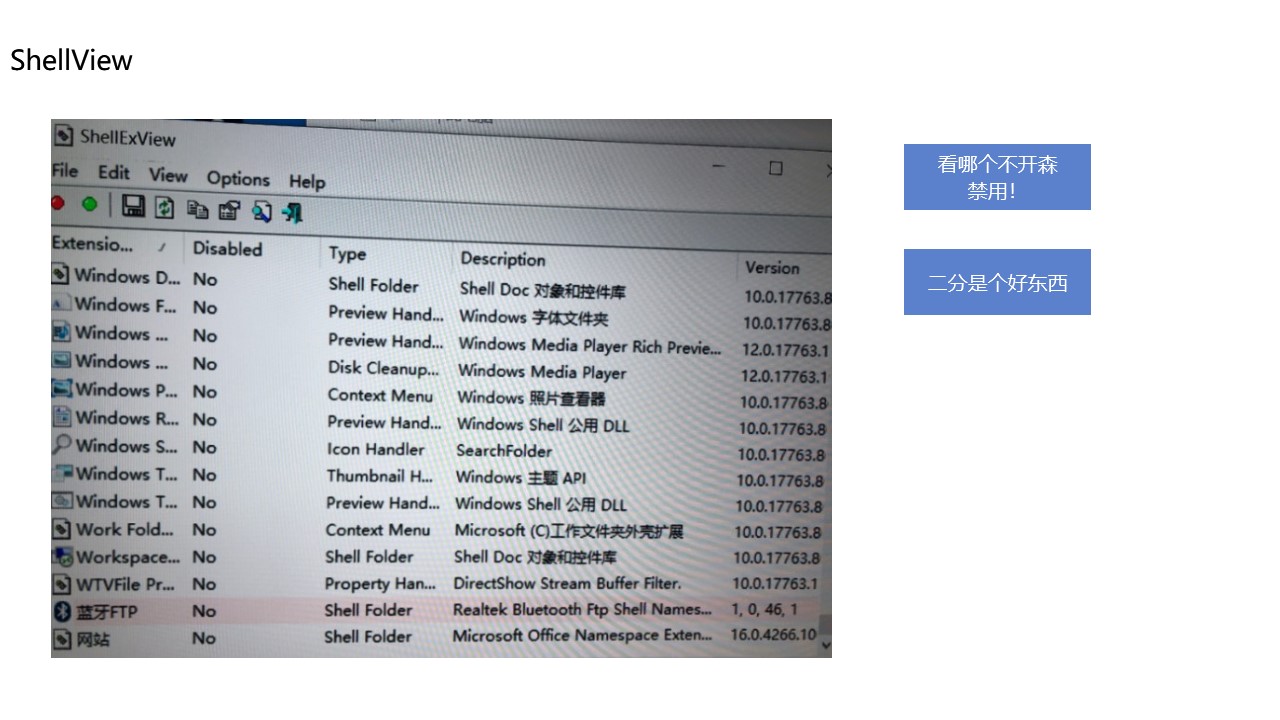 ShellView
ShellExView
File Edit View Options Help
Extensio... Disabled Type Description Version
Windows D... No Shell Folder Shell Doc 对象和控件库 10.0.17763.8
Windows F... No Preview Hand... Windows 字体文件夹 10.0.17763.8
Windows ... No Preview Hand... Windows Media Player Rich Previe... 12.0.17763.1
Windows ... No Disk Cleanup... Windows Media Player 12.0.17763.1
Windows P... No Context Menu Windows 照片查看器 10.0.17763.8
Windows R... No Preview Hand... Windows Shell 公用 DLL 10.0.17763.8
Windows S... No Icon Handler SearchFolder 10.0.17763.8
Windows T... No Thumbnail H... Windows 主题 API 10.0.17763.8
Windows T... No Preview Hand... Windows Shell 公用 DLL 10.0.17763.8
Work Fold... No Context Menu Microsoft (C)工作文件夹外壳扩展 10.0.17763.8
Workspace... No Shell Folder Shell Doc 对象和控件库 10.0.17763.8
WTVFile Pr... No Property Han... DirectShow Stream Buffer Filter. 10.0.17763.1
蓝牙FTP No Shell Folder Realtek Bluetooth Ftp Shell Names... 1, 0, 46, 1
网站 No Shell Folder Microsoft Office Namespace Exten... 16.0.4266.10
看哪个不开森
禁用！
二分是个好东西